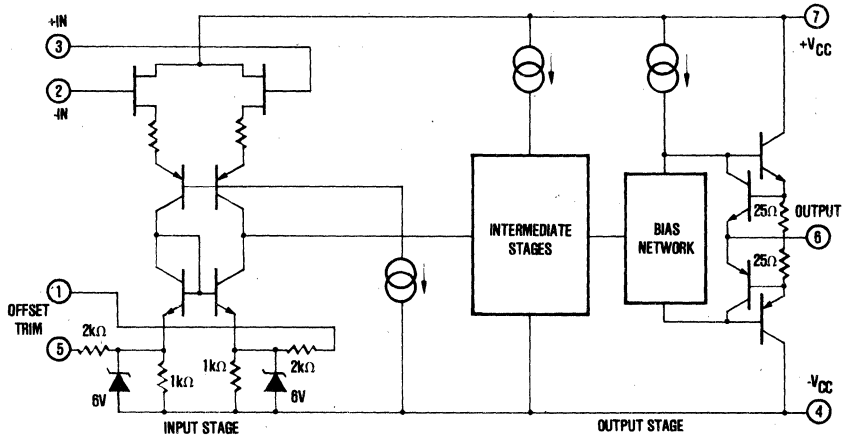 +IN
3
2
-IN
7
+VCC
INTERMEDIATE
STAGES
BIAS
NETWORK
25Ω
OUTPUT
6
25Ω
1
OFFSET
TRIM
2kΩ
5
1kΩ
1kΩ
2kΩ
6V
6V
-VCC
4
INPUT STAGE
OUTPUT STAGE